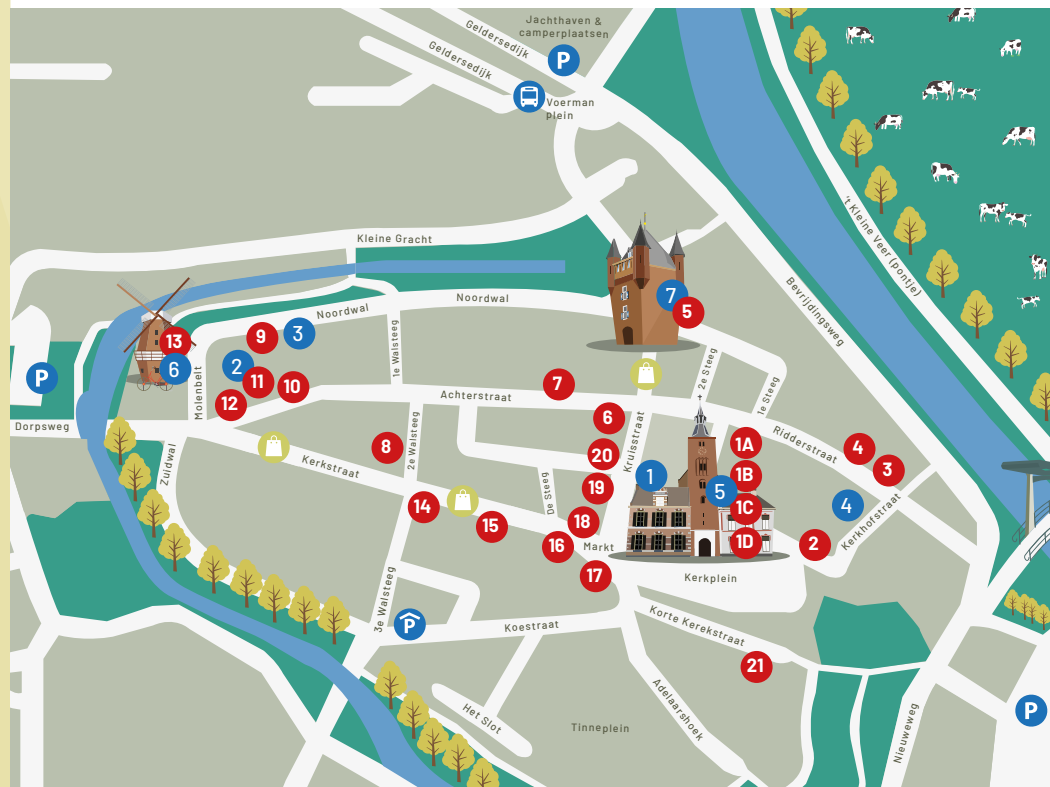 Jachthaven &
camperplaatsen
Geldersedijk
P
Geldersedijk
Voerman
plein
't Kleine Veer (pontje)
Kleine Gracht
Bevrijdingsweg
Noordwal
Noordwal
7
5
13
6
9
3
1e Walsteeg
2e Steeg
1e Steeg
P
2
11
10
12
Molenbelt
7
Achterstraat
6
Dorpsweg
Zuidwal
Kerkstraat
8
2e Walsteeg
Kruisstraat
Ridderstraat
1A
4
3
20
1
1B
19
De Steeg
5
1C
4
14
15
18
Kerkhofstraat
16
Markt
1D
2
17
Kerkplein
3e Walsteeg
P
Koestraat
Korte Kerekstraat
21
Adelaarshoek
Het Slot
Tinneplein
Nieuweweg
P